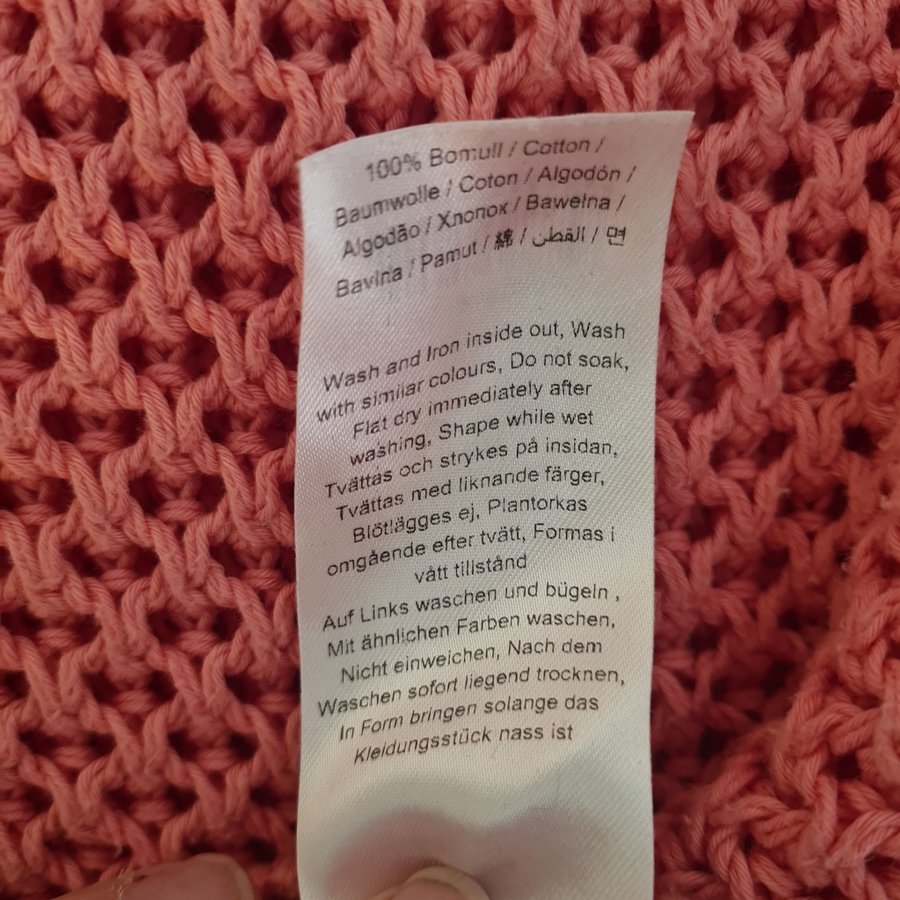 100% Bomull / Cotton /
Baumwolle / Coton / Algodón /
Algodão / Хлопок / Bawełna /
Bavlna / Pamut / 綿 / القطن / 면
Wash and Iron inside out, Wash
with similar colours, Do not soak,
Flat dry immediately after
washing, Shape while wet
Tvättas och strykes på insidan,
Tvättas med liknande färger,
Blötlägges ej, Plantorkas
omgående efter tvätt, Formas i
vått tillstånd
Auf Links waschen und bügeln ,
Mit ähnlichen Farben waschen,
Nicht einweichen, Nach dem
Waschen sofort liegend trocknen,
In Form bringen solange das
Kleidungsstück nass ist